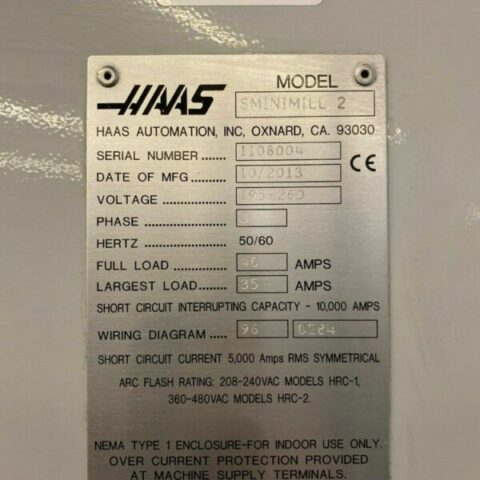 HAAS
MODEL
SMINIMILL 2
HAAS AUTOMATION, INC, OXNARD, CA. 93030
SERIAL NUMBER ....... 1108004
CE
DATE OF MFG ............. 10/2013
VOLTAGE .................... 195-260
PHASE ........................ 3
HERTZ ........................ 50/60
FULL LOAD ................ 40 AMPS
LARGEST LOAD ........ 35 AMPS
SHORT CIRCUIT INTERRUPTING CAPACITY - 10,000 AMPS
WIRING DIAGRAM ..... 96 0284
SHORT CIRCUIT CURRENT 5,000 Amps RMS SYMMETRICAL
ARC FLASH RATING: 208-240VAC MODELS HRC-1,
360-480VAC MODELS HRC-2.
NEMA TYPE 1 ENCLOSURE-FOR INDOOR USE ONLY.
OVER CURRENT PROTECTION PROVIDED
AT MACHINE SUPPLY TERMINALS.